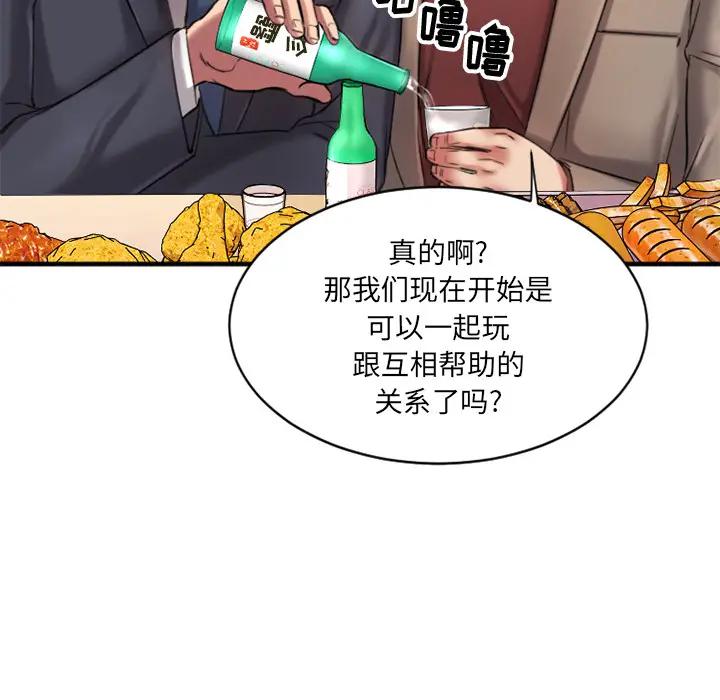 咕噜噜
真的啊?
那我们现在开始是
可以一起玩
跟互相帮助的
关系了吗?